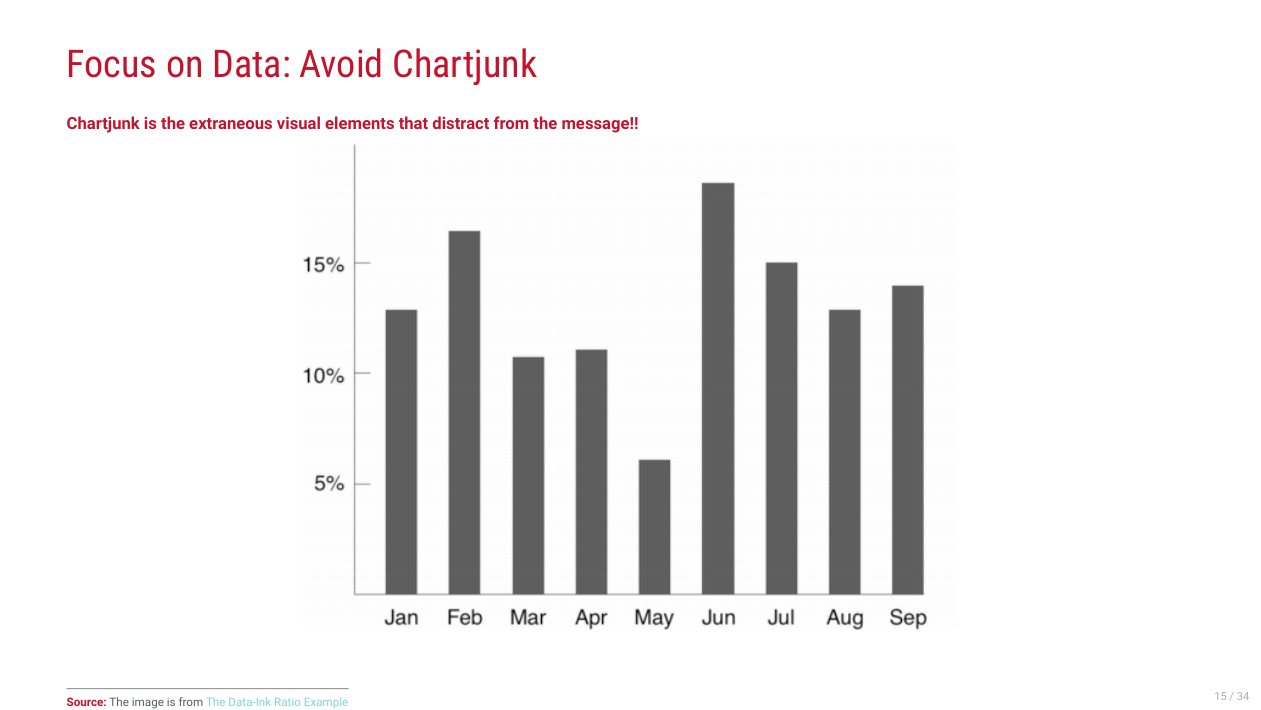 Focus on Data: Avoid Chartjunk
Chartjunk is the extraneous visual elements that distract from the message!!
15%
10%
5%
Jan Feb Mar Apr May Jun Jul Aug Sep
Source: The image is from The Data-Ink Ratio Example
15 / 34